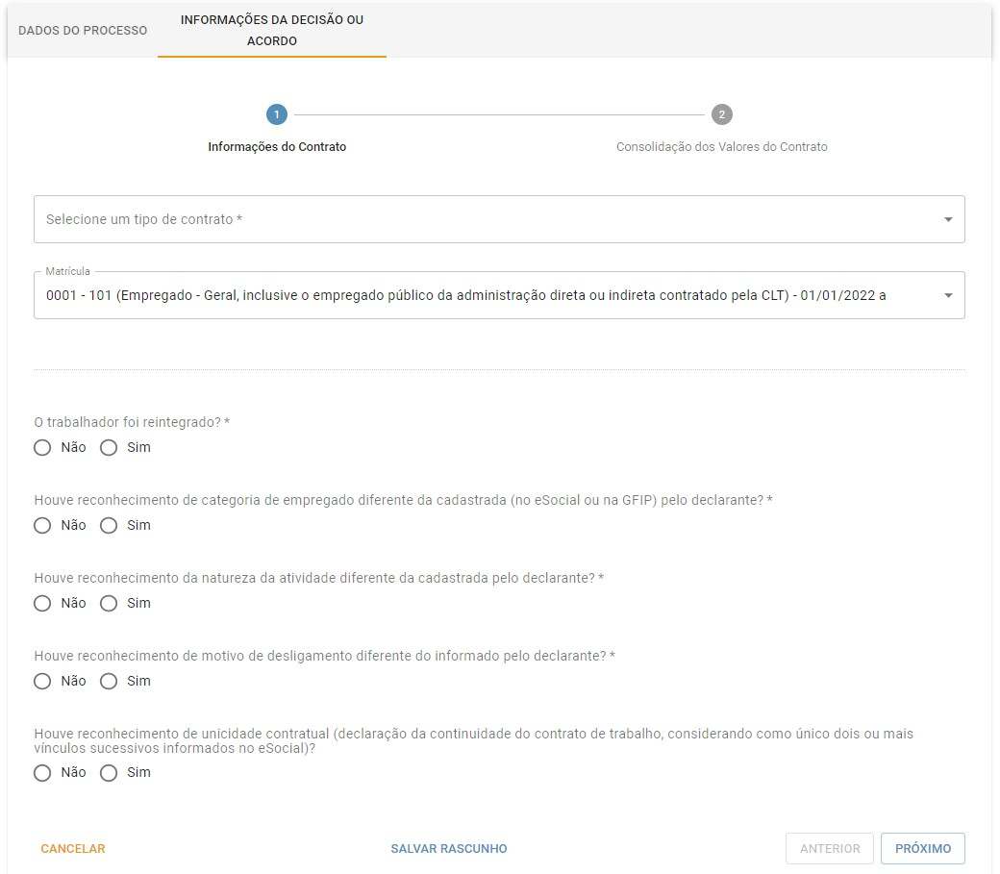 DADOS DO PROCESSO
INFORMAÇÕES DA DECISÃO OU
ACORDO
1
2
Informações do Contrato
Consolidação dos Valores do Contrato
Selecione um tipo de contrato *
Matrícula
0001 - 101 (Empregado - Geral, inclusive o empregado público da administração direta ou indireta contratado pela CLT) - 01/01/2022 a
O trabalhador foi reintegrado? *
Não Sim
Houve reconhecimento de categoria de empregado diferente da cadastrada (no eSocial ou na GFIP) pelo declarante? *
Não Sim
Houve reconhecimento da natureza da atividade diferente da cadastrada pelo declarante? *
Não Sim
Houve reconhecimento de motivo de desligamento diferente do informado pelo declarante? *
Não Sim
Houve reconhecimento de unicidade contratual (declaração da continuidade do contrato de trabalho, considerando como único dois ou mais
vínculos sucessivos informados no eSocial)?
Não Sim
CANCELAR
SALVAR RASCUNHO
ANTERIOR
PRÓXIMO